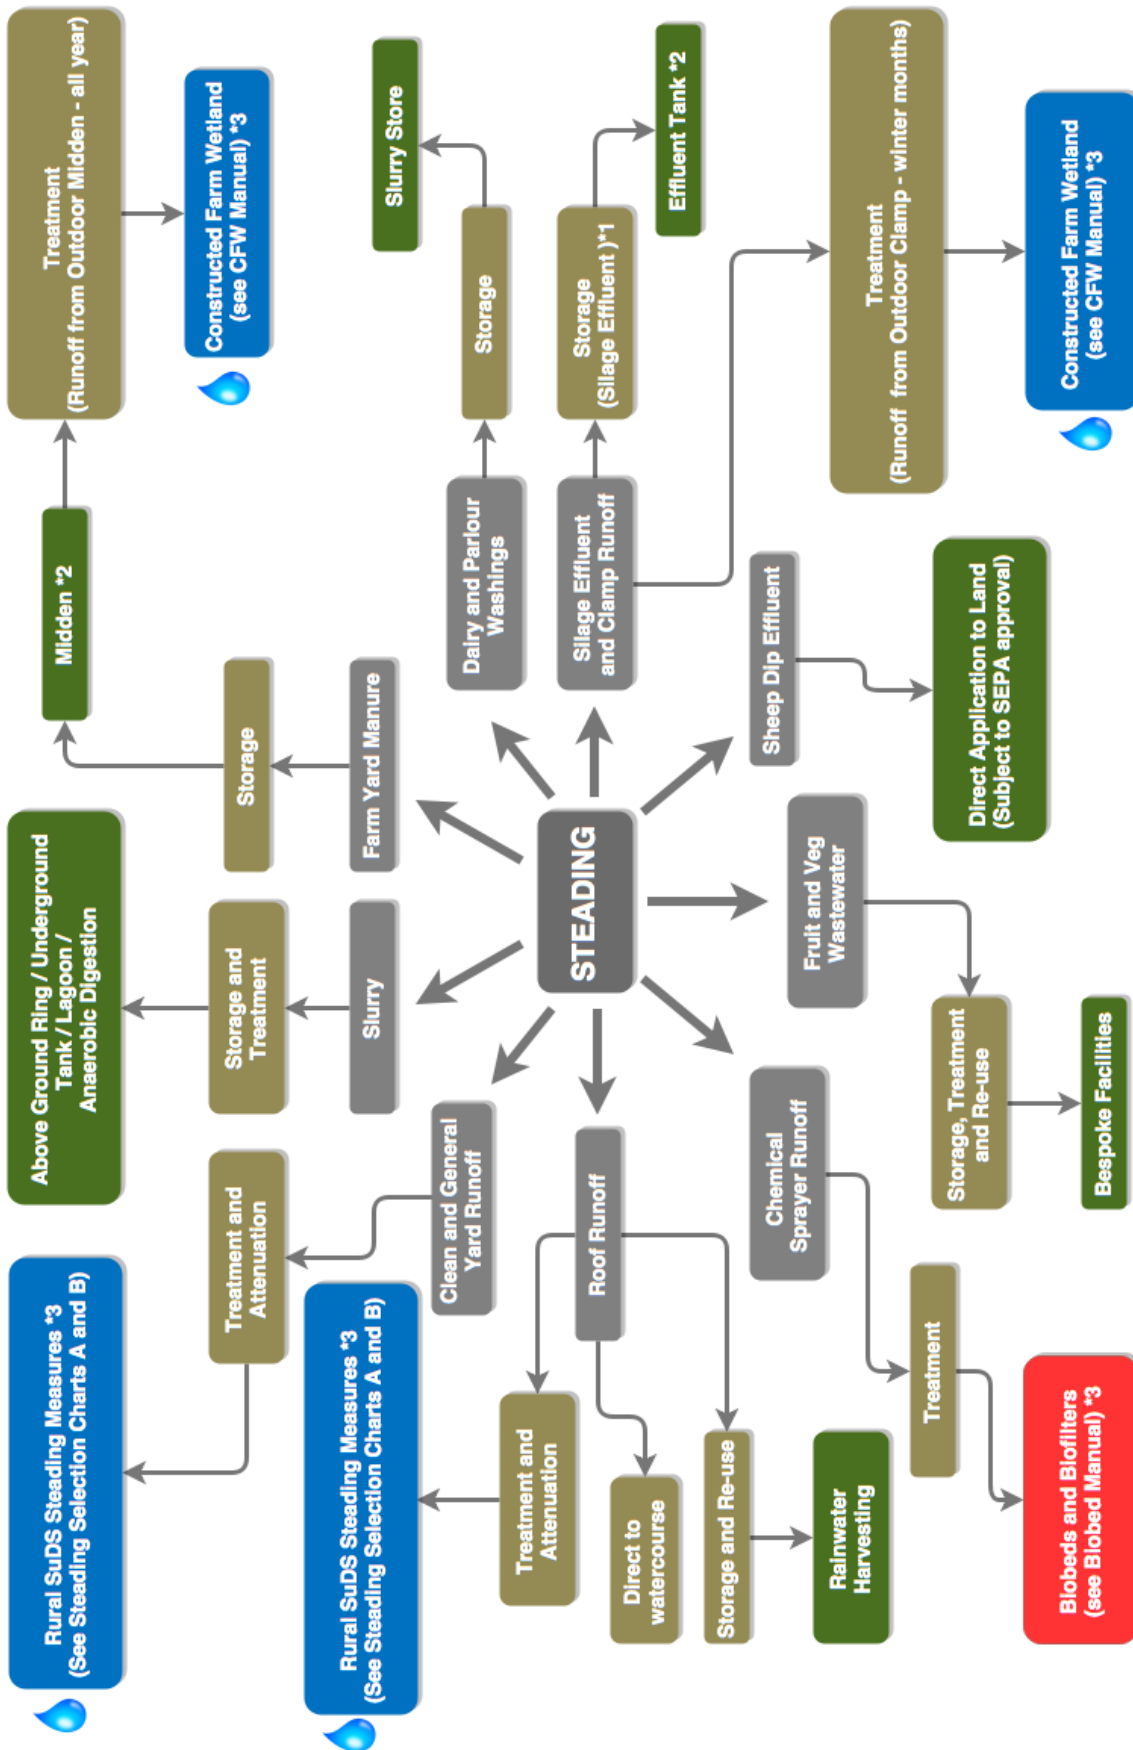 Rural SuDS Steading Measures *3
(See Steading Selection Charts A and B)
Above Ground Ring / Underground
Tank / Lagoon /
Anaerobic Digestion
Midden *2
Treatment
(Runoff from Outdoor Midden - all year)
Treatment and
Attenuation
Storage and
Treatment
Storage
Constructed Farm Wetland
(see CFW Manual) *3
Rural SuDS Steading Measures *3
(See Steading Selection Charts A and B)
Slurry
Farm Yard Manure
Slurry Store
Clean and General
Yard Runoff
Dairy and Parlour
Washings
Storage
Treatment and
Attenuation
Roof Runoff
STEADING
Silage Effluent
and Clamp Runoff
Storage
(Silage Effluent )*1
Direct to
watercourse
Effluent Tank *2
Storage and Re-use
Chemical
Sprayer Runoff
Fruit and Veg
Wastewater
Sheep Dip Effluent
Rainwater
Harvesting
Treatment
(Runoff from Outdoor Clamp - winter months)
Treatment
Storage, Treatment
and Re-use
Direct Application to Land
(Subject to SEPA approval)
Biobeds and Biofilters
(see Biobed Manual) *3
Bespoke Facilities
Constructed Farm Wetland
(see CFW Manual) *3